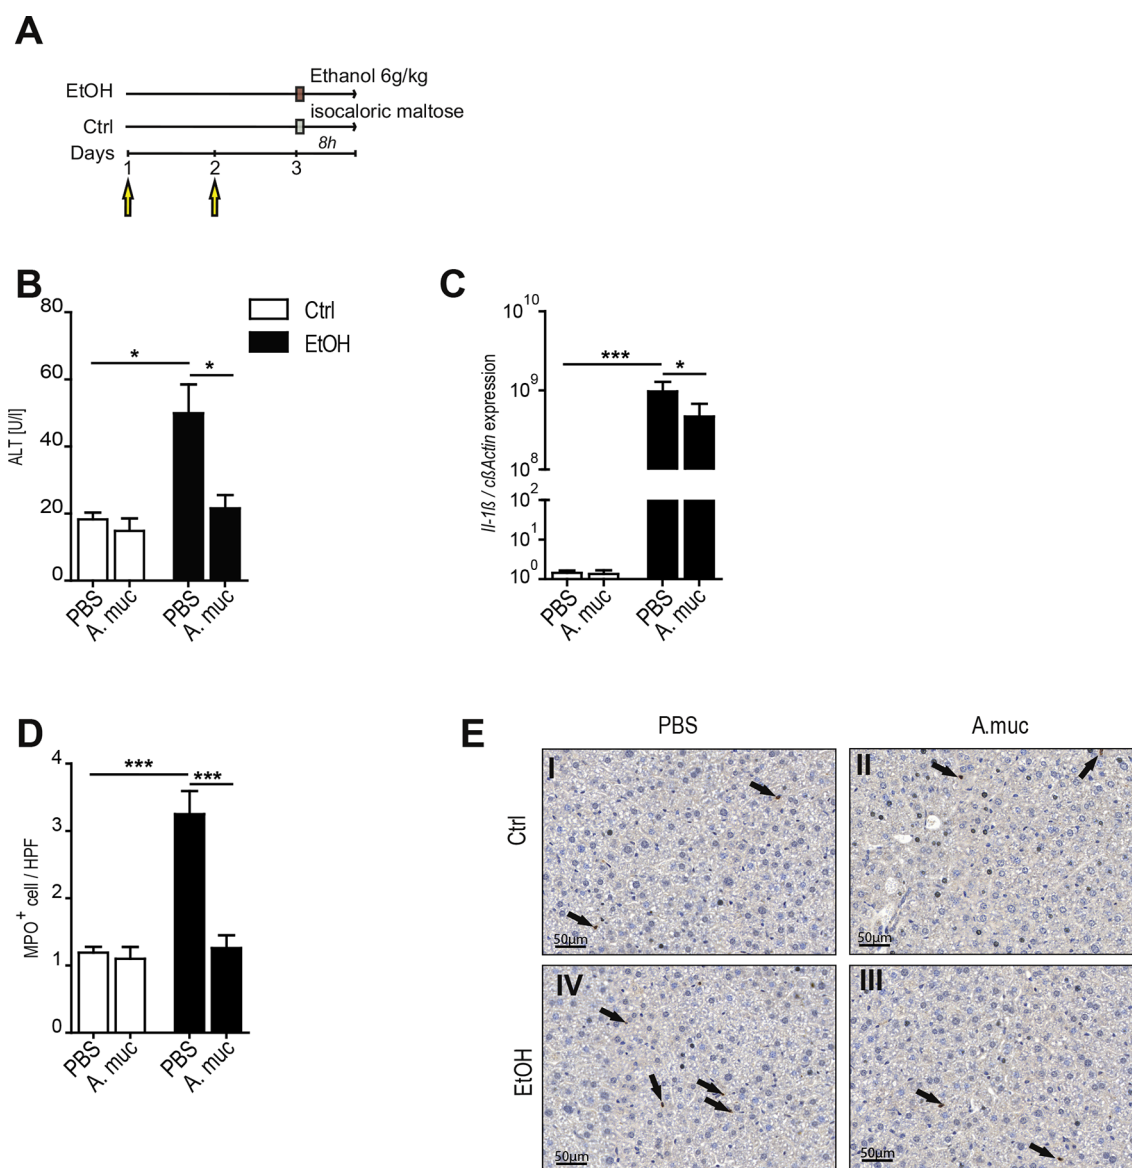 A
EtOH
Ethanol 6g/kg
Ctrl
isocaloric maltose
Days
8h
1 2 3
B
80
60
40
20
0
ALT [U/l]
Ctrl
EtOH
*
*
PBS
A. muc
PBS
A. muc
C
10^10
10^9
10^8
10^2
10^1
10^0
Il-1ß / cßActin expression
***
*
PBS
A. muc
PBS
A. muc
D
4
3
2
1
0
MPO^+ cell / HPF
***
***
PBS
A. muc
PBS
A. muc
E
PBS
A.muc
Ctrl
I
50µm
II
50µm
EtOH
IV
50µm
III
50µm